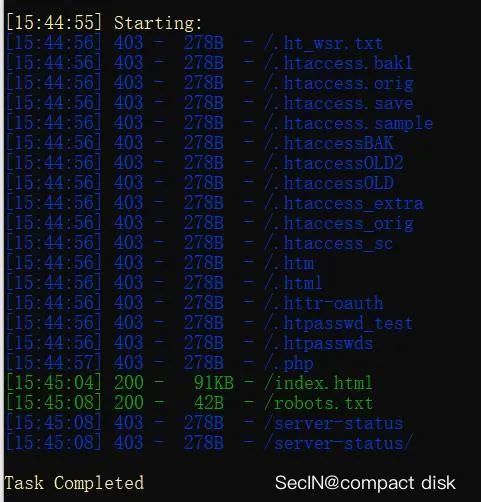 [15:44:55] Starting:
[15:44:56] 403 -  278B  - /.ht_wsr.txt
[15:44:56] 403 -  278B  - /.htaccess.bak1
[15:44:56] 403 -  278B  - /.htaccess.orig
[15:44:56] 403 -  278B  - /.htaccess.save
[15:44:56] 403 -  278B  - /.htaccess.sample
[15:44:56] 403 -  278B  - /.htaccessBAK
[15:44:56] 403 -  278B  - /.htaccessOLD2
[15:44:56] 403 -  278B  - /.htaccessOLD
[15:44:56] 403 -  278B  - /.htaccess_extra
[15:44:56] 403 -  278B  - /.htaccess_orig
[15:44:56] 403 -  278B  - /.htaccess_sc
[15:44:56] 403 -  278B  - /.htm
[15:44:56] 403 -  278B  - /.html
[15:44:56] 403 -  278B  - /.httr-oauth
[15:44:56] 403 -  278B  - /.htpasswd_test
[15:44:56] 403 -  278B  - /.htpasswds
[15:44:57] 403 -  278B  - /.php
[15:45:04] 200 -   91KB - /index.html
[15:45:08] 200 -   42B  - /robots.txt
[15:45:08] 403 -  278B  - /server-status
[15:45:08] 403 -  278B  - /server-status/
Task Completed
SecIN@compact disk